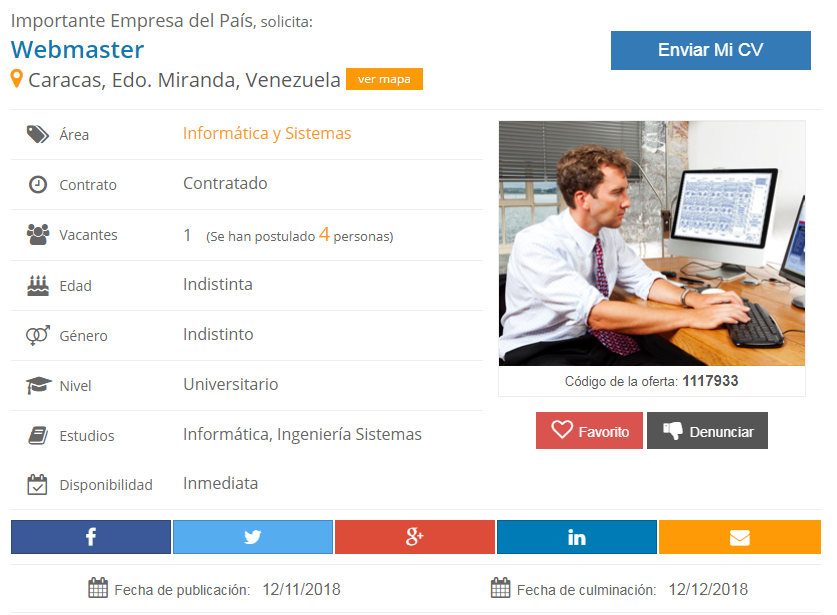 Importante Empresa del País, solicita:
Webmaster
Enviar Mi CV
Caracas, Edo. Miranda, Venezuela ver mapa
Área Informática y Sistemas
Contrato Contratado
Vacantes 1 (Se han postulado 4 personas)
Edad Indistinta
Género Indistinto
Nivel Universitario
Estudios Informática, Ingeniería Sistemas
Disponibilidad Inmediata
Código de la oferta: 1117933
Favorito Denunciar
Fecha de publicación: 12/11/2018 Fecha de culminación: 12/12/2018